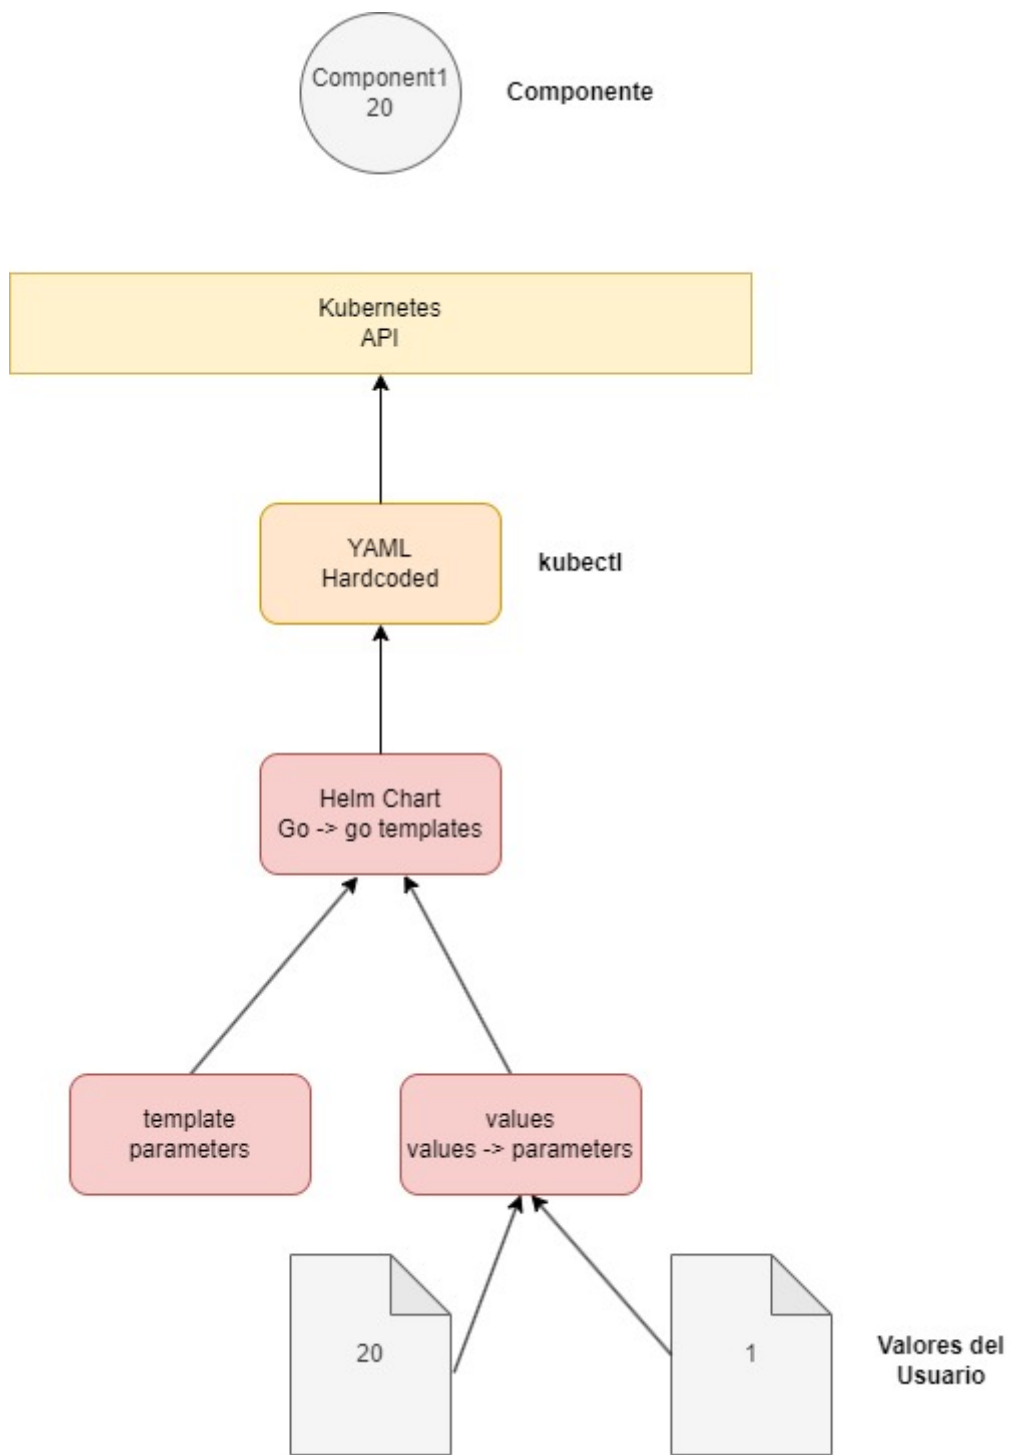 Component1
20
Componente
Kubernetes
API
YAML
Hardcoded
kubectl
Helm Chart
Go -> go templates
template
parameters
values
values -> parameters
20
1
Valores del
Usuario